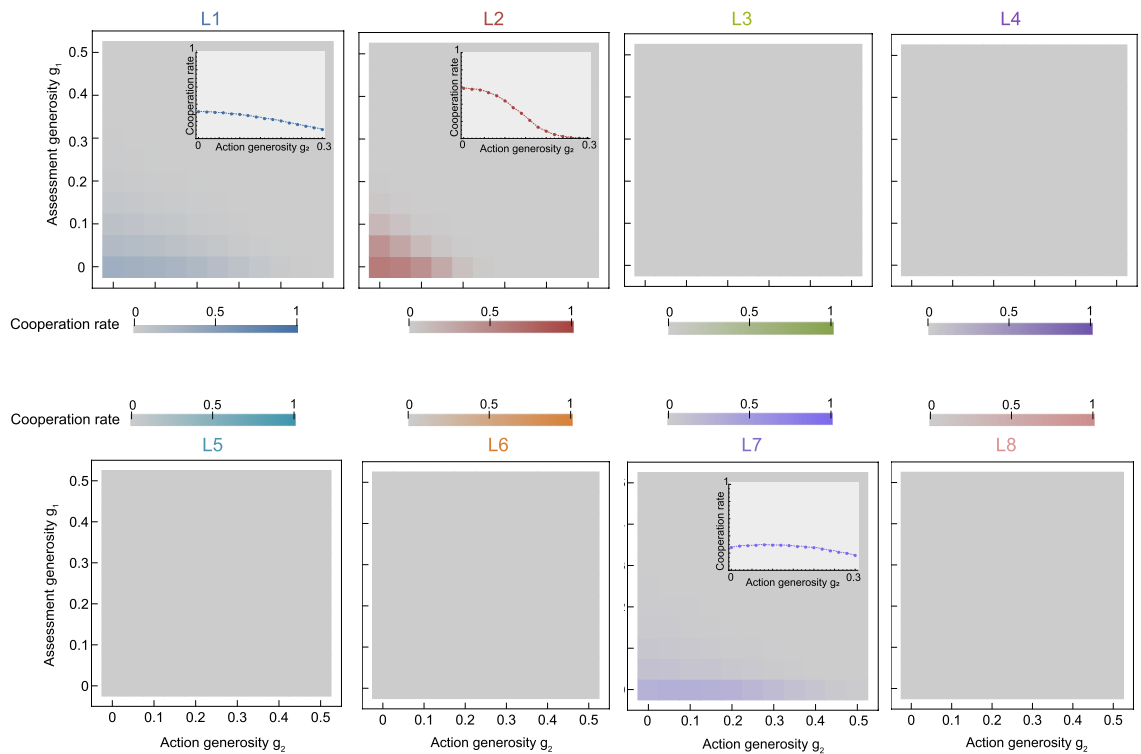 L1 L2 L3 L4
Assessment generosity g1
0.5
0.4
0.3
0.2
0.1
0
1
Cooperation rate
0 0.3
Action generosity g₂
1
Cooperation rate
0 0.3
Action generosity g₂
Cooperation rate
0 0.5 1
0 0.5 1
0 0.5 1
0 0.5 1
Cooperation rate
0 0.5 1
0 0.5 1
0 0.5 1
0 0.5 1
L5 L6 L7 L8
Assessment generosity g1
0.5
0.4
0.3
0.2
0.1
0
1
Cooperation rate
0 0.3
Action generosity g₂
0 0.1 0.2 0.3 0.4 0.5
0 0.1 0.2 0.3 0.4 0.5
0 0.1 0.2 0.3 0.4 0.5
0 0.1 0.2 0.3 0.4 0.5
Action generosity g₂
Action generosity g₂
Action generosity g₂
Action generosity g₂